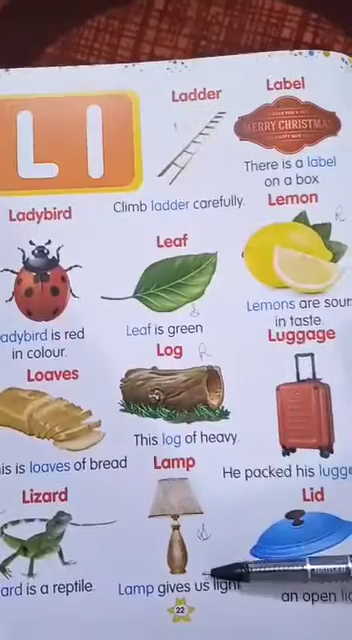 Ll
Ladder
Label
MERRY CHRISTMAS
There is a label
on a box
Climb ladder carefully.
Ladybird
Leaf
Lemon
adybird is red
in colour.
Leaf is green
Lemons are sour
in taste.
Loaves
Log
R
Luggage
is is loaves of bread
This log of heavy.
He packed his lugg
Lizard
Lamp
Lid
ard is a reptile.
Lamp gives us light
an open li
22